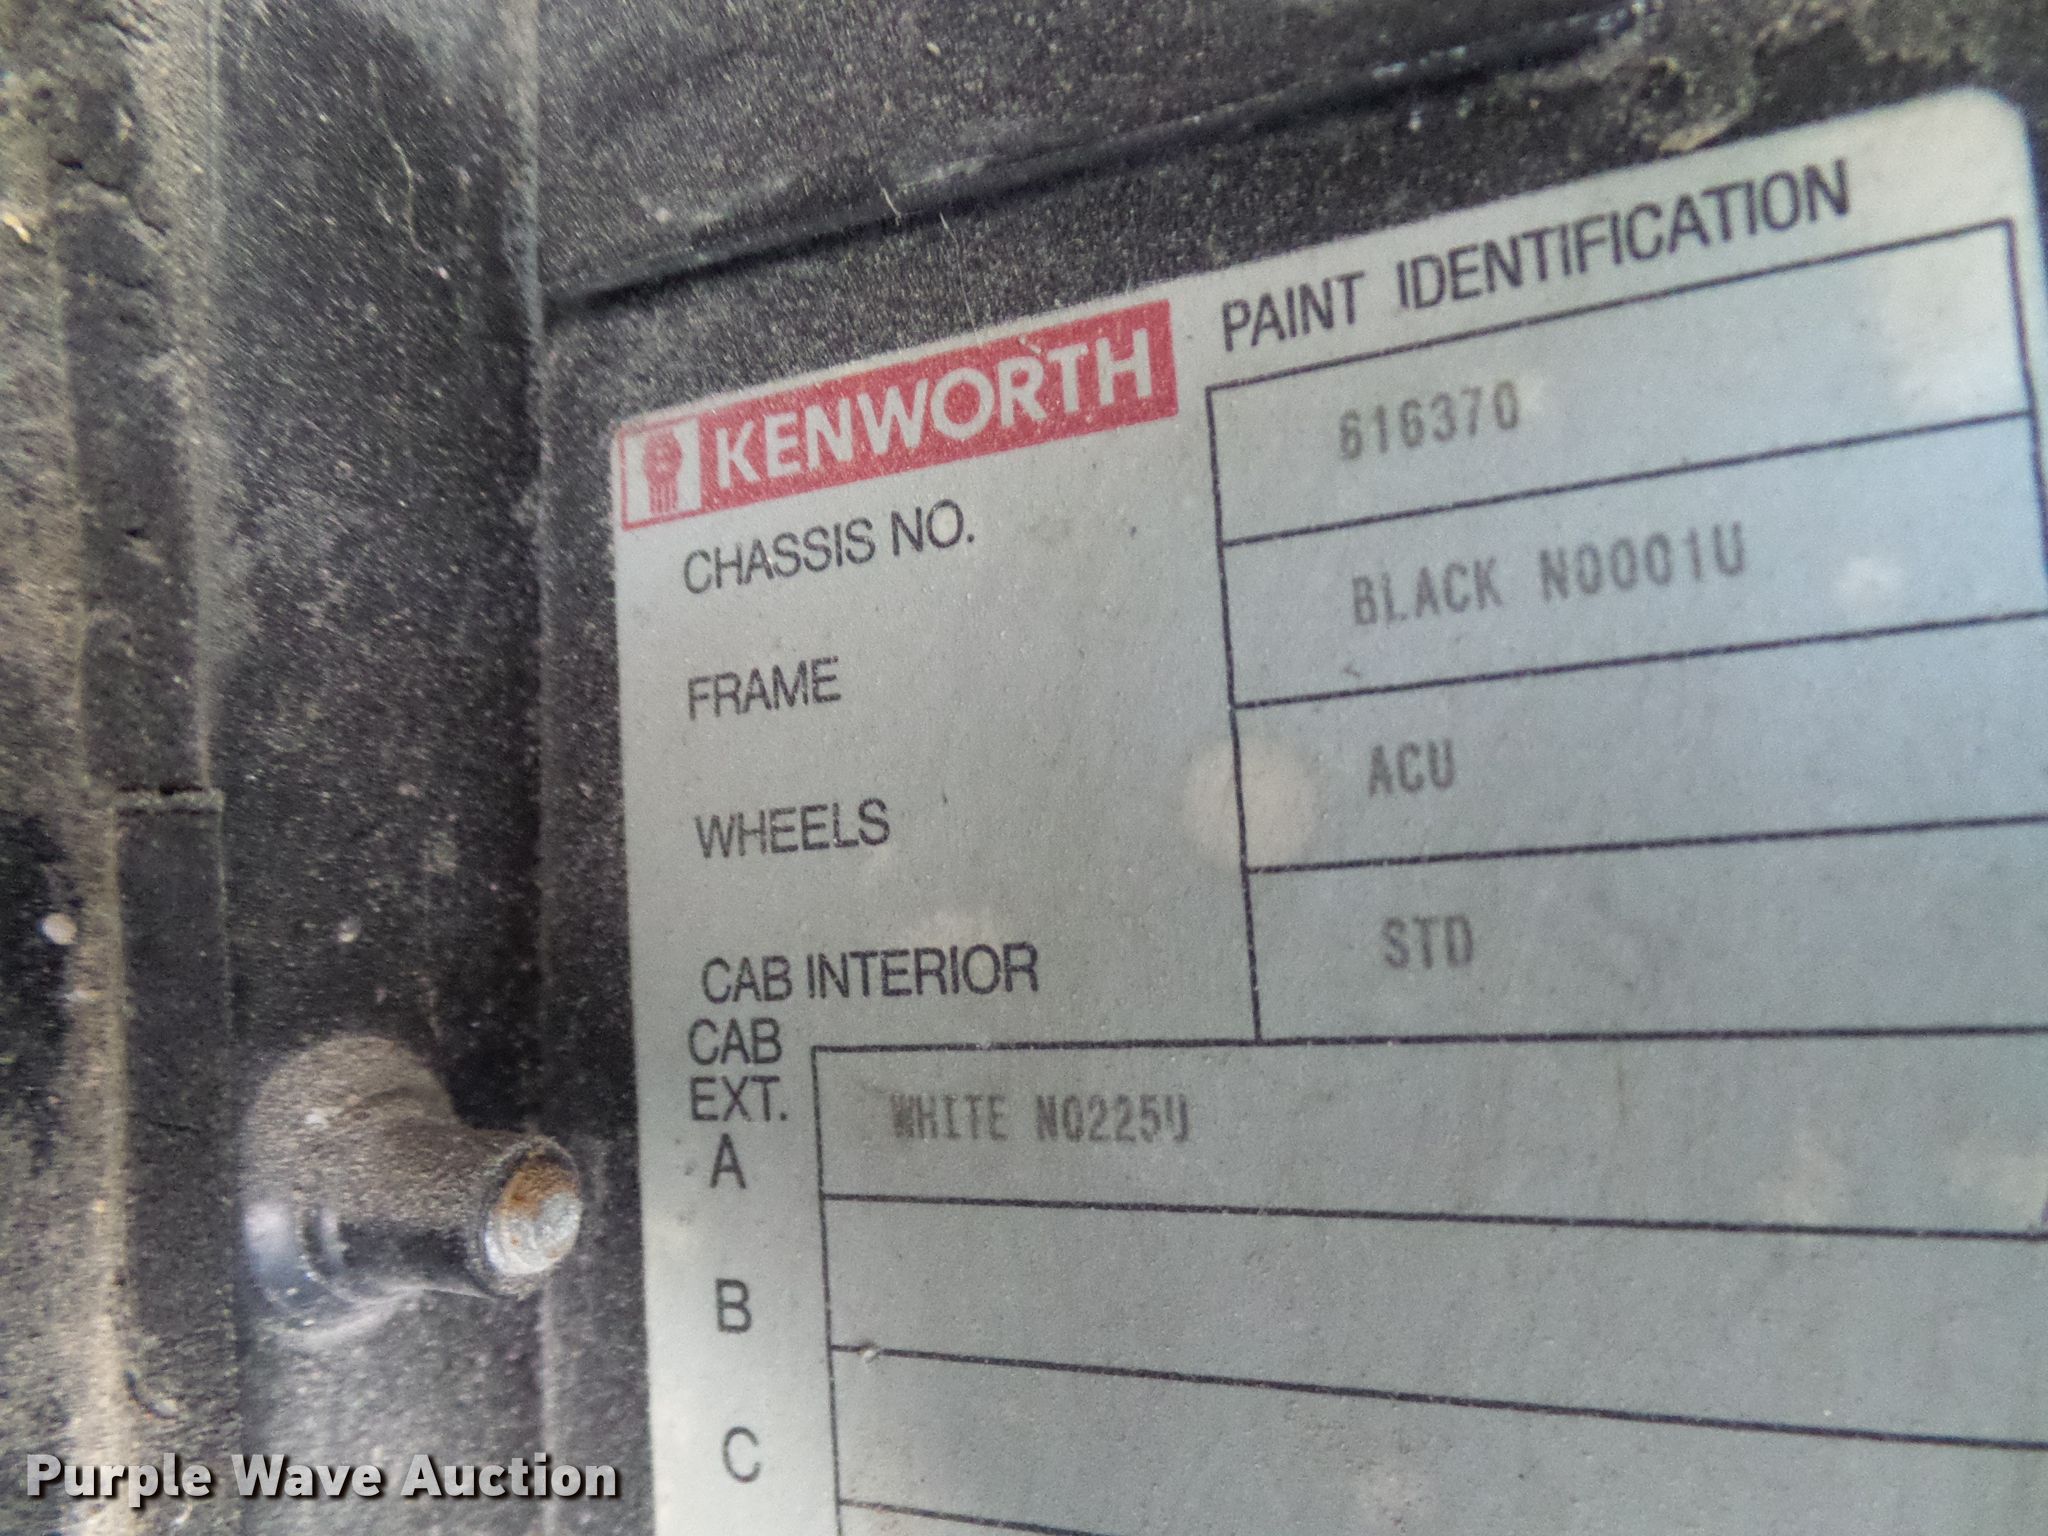 KENWORTH PAINT IDENTIFICATION
CHASSIS NO. 616370
FRAME BLACK N0001U
WHEELS ACU
CAB INTERIOR STD
CAB
EXT.
A WHITE N0225U
B
C
Purple Wave Auction